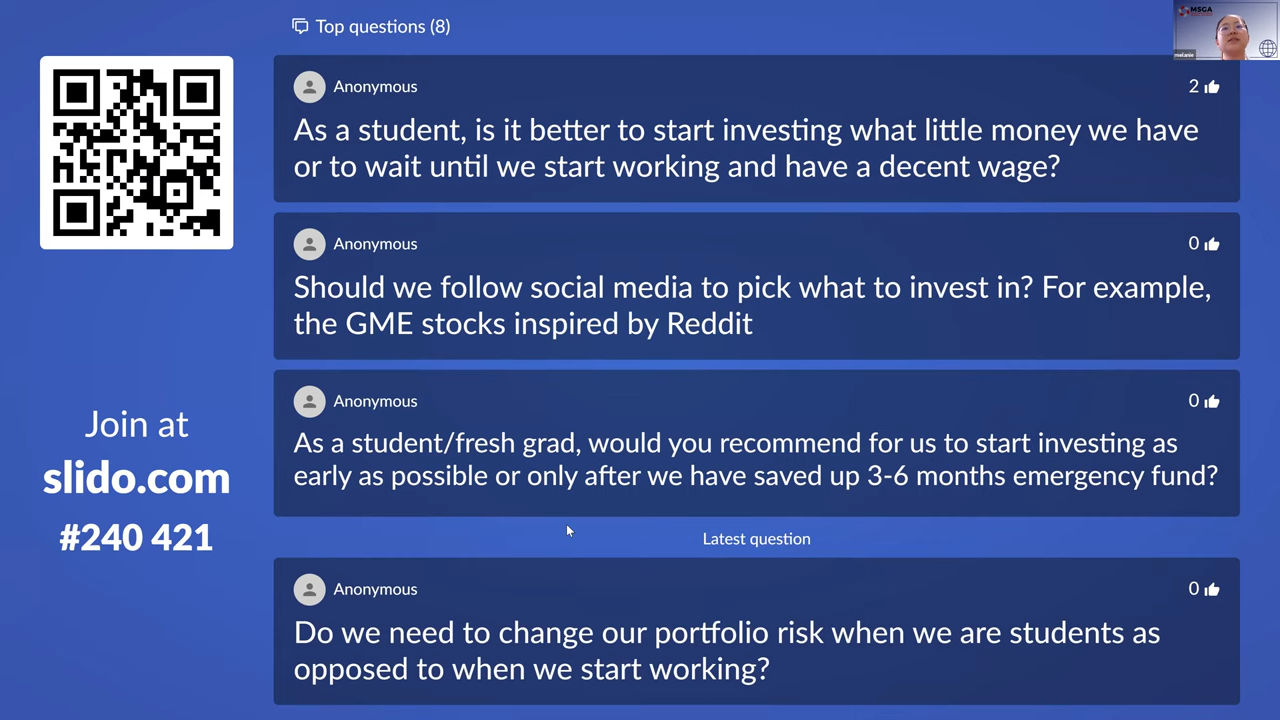 Top questions (8)
MSGA
melanie
Anonymous
2
As a student, is it better to start investing what little money we have
or to wait until we start working and have a decent wage?
Anonymous
0
Should we follow social media to pick what to invest in? For example,
the GME stocks inspired by Reddit
Anonymous
0
As a student/fresh grad, would you recommend for us to start investing as
early as possible or only after we have saved up 3-6 months emergency fund?
Join at
slido.com
#240 421
Latest question
Anonymous
0
Do we need to change our portfolio risk when we are students as
opposed to when we start working?